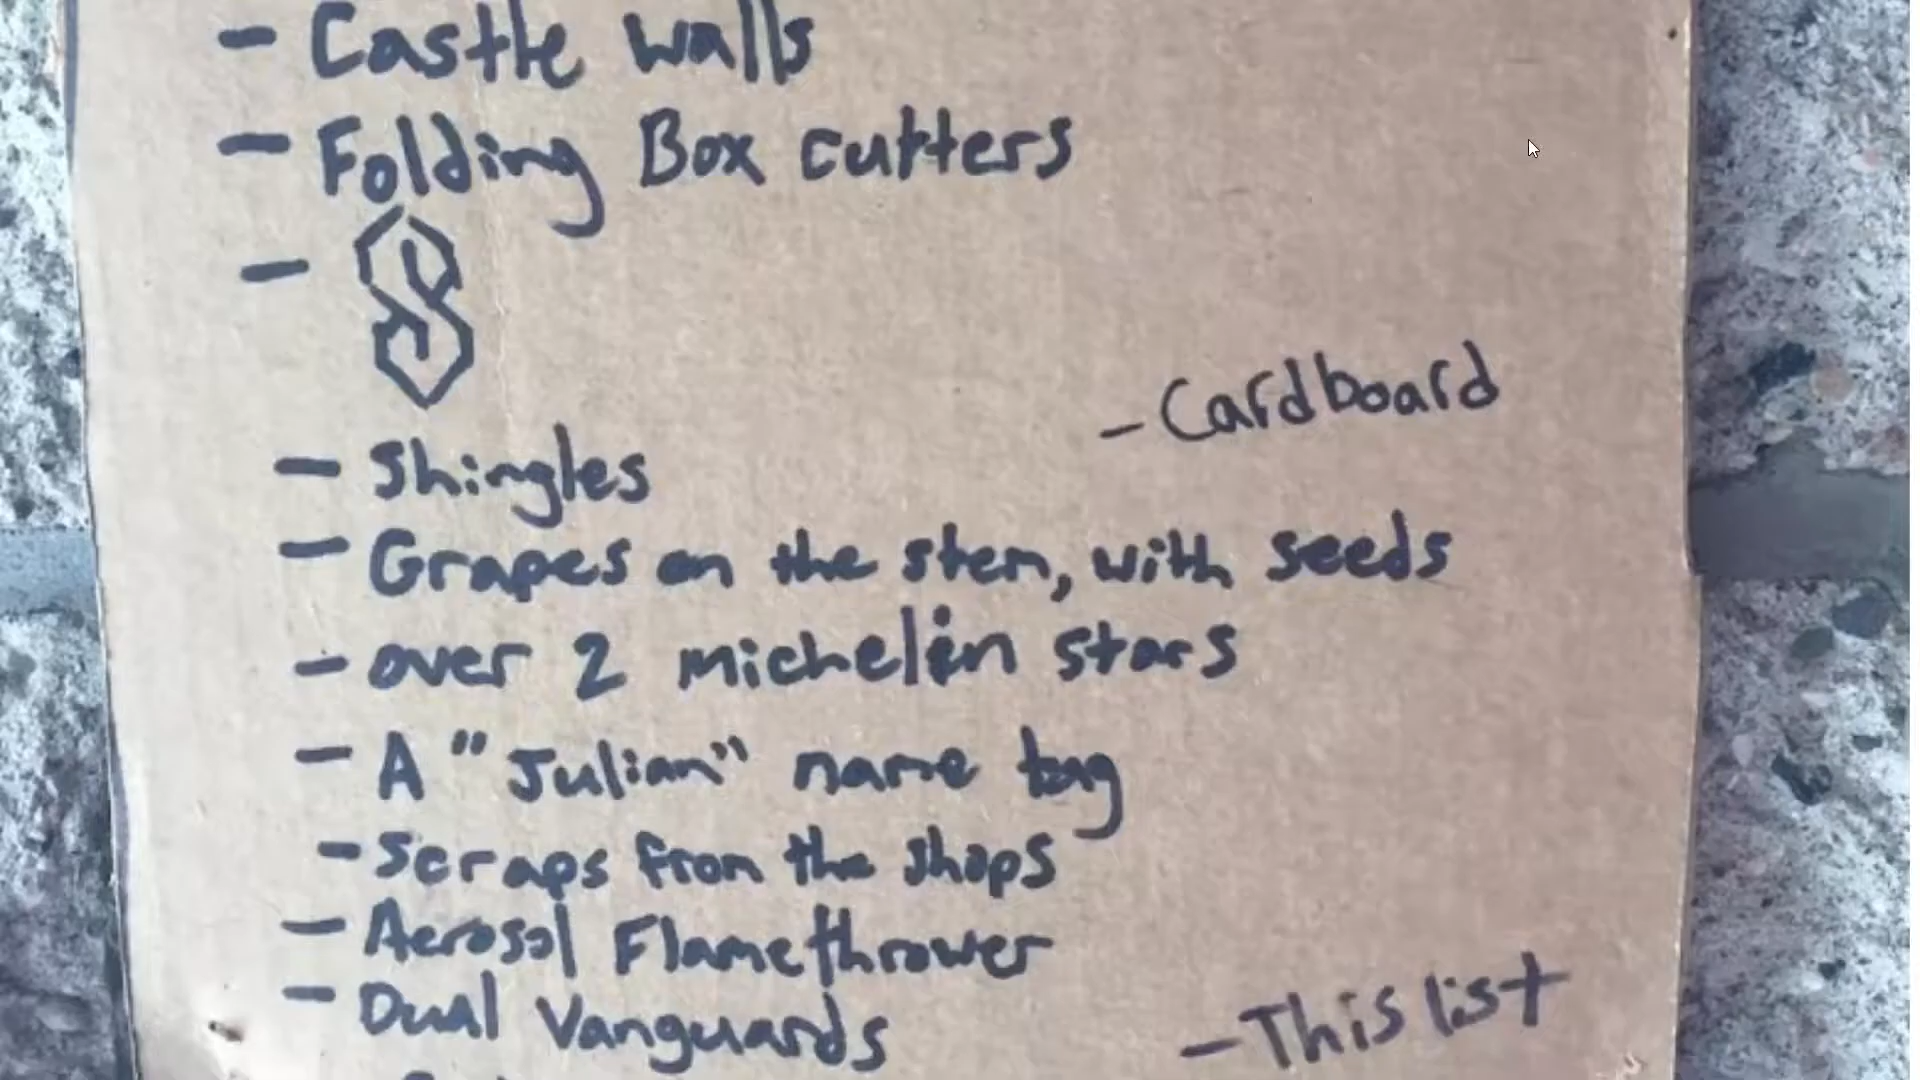 - Castle walls
- Folding Box cutters
- S
- Cardboard
- Shingles
- Grapes on the stem, with seeds
- over 2 michelin stars
- A "Julian" name tag
- Scraps from the shops
- Aerosol Flamethrower
- Dual Vanguards
- This list